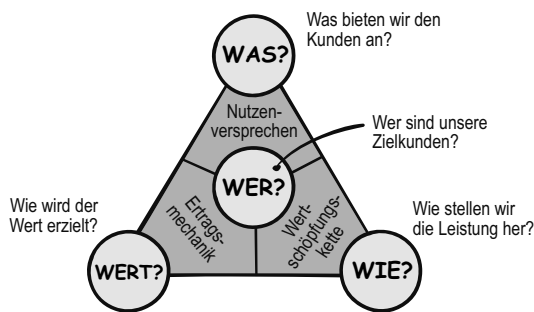 Was bieten wir den
Kunden an?
WAS?
Nutzen-
versprechen
Wer sind unsere
Zielkunden?
WER?
Wie wird der
Wert erzielt?
Ertrags-
mechanik
Wert-
schöpfungs-
kette
Wie stellen wir
die Leistung her?
WERT?
WIE?